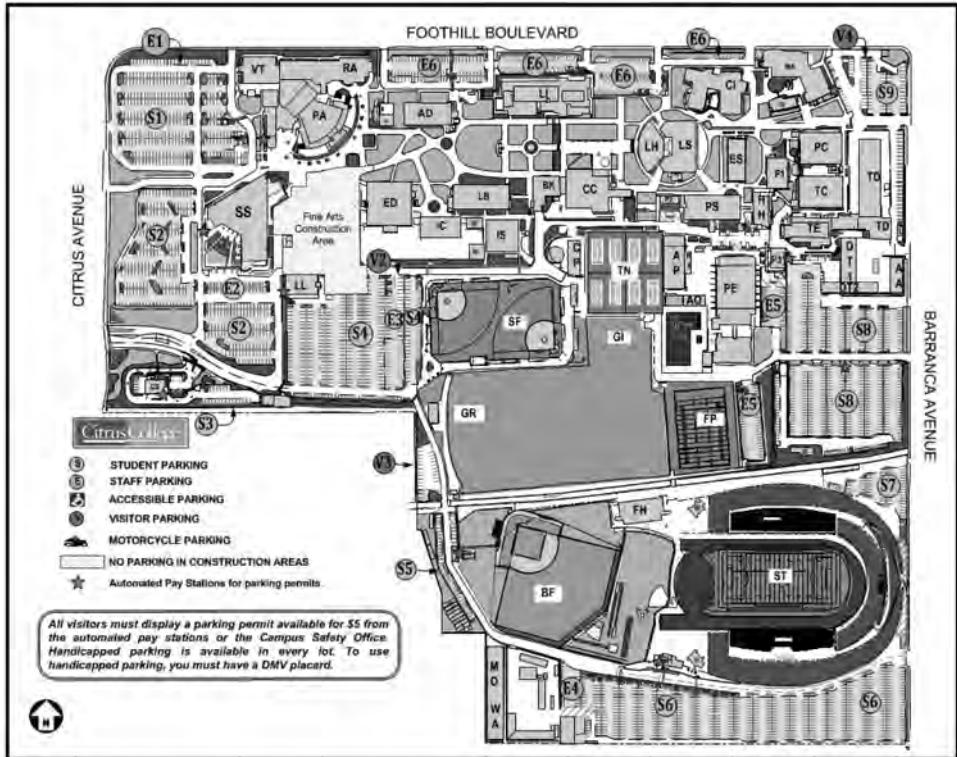 FOOTHILL BOULEVARD
E1
E6
V4
VT
RA
E6
E6
E6
CI
S9
S1
PA
AD
LH
LS
ES
PC
P1
TC
TD
SS
ED
LB
BK
CC
PS
Fine Arts
Construction
Area
IC
IS
TE
TD
CITRUS AVENUE
S2
V2
TN
E2
LL
PE
E5
S2
S4
E3
S4
SF
GI
S8
BARRANCA AVENUE
S8
S3
GR
FP
E5
Citrus College
V3
S STUDENT PARKING
E STAFF PARKING
ACCESSIBLE PARKING
VISITOR PARKING
MOTORCYCLE PARKING
NO PARKING IN CONSTRUCTION AREAS
Automated Pay Stations for parking permits
S7
FH
S5
BF
ST
All visitors must display a parking permit available for $5 from
the automated pay stations or the Campus Safety Office.
Handicapped parking is available in every lot. To use
handicapped parking, you must have a DMV placard.
MO WA
E4
S6
S6
N